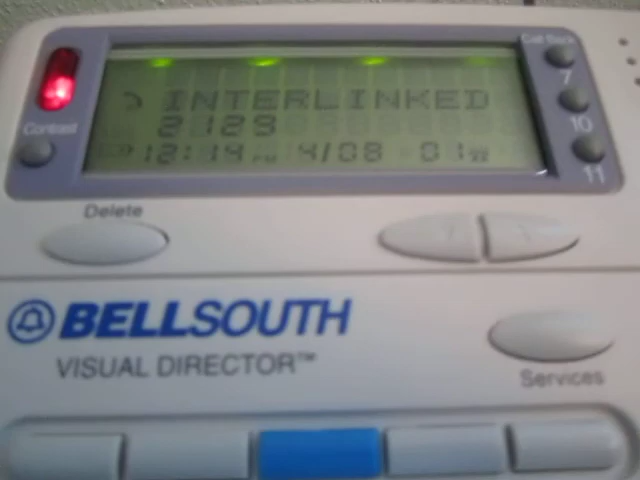 Call Back
7
INTERLINKED
10
2129
Contrast
12:14 PM 4/08 01
11
Delete
BELLSOUTH
VISUAL DIRECTOR™
Services